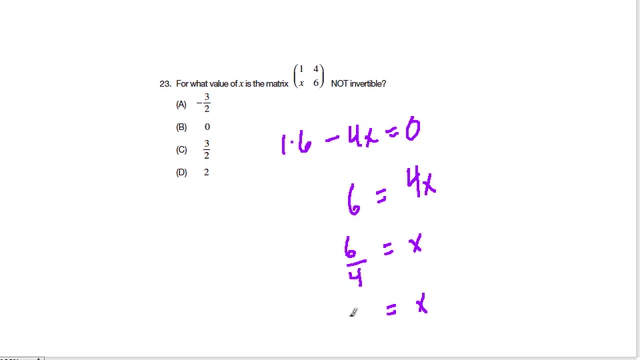 23. For what value of x is the matrix (1 4 x 6) NOT invertible?
(A) -3/2
(B) 0
(C) 3/2
(D) 2
1·6 - 4x = 0
6 = 4x
6/4 = x
= x